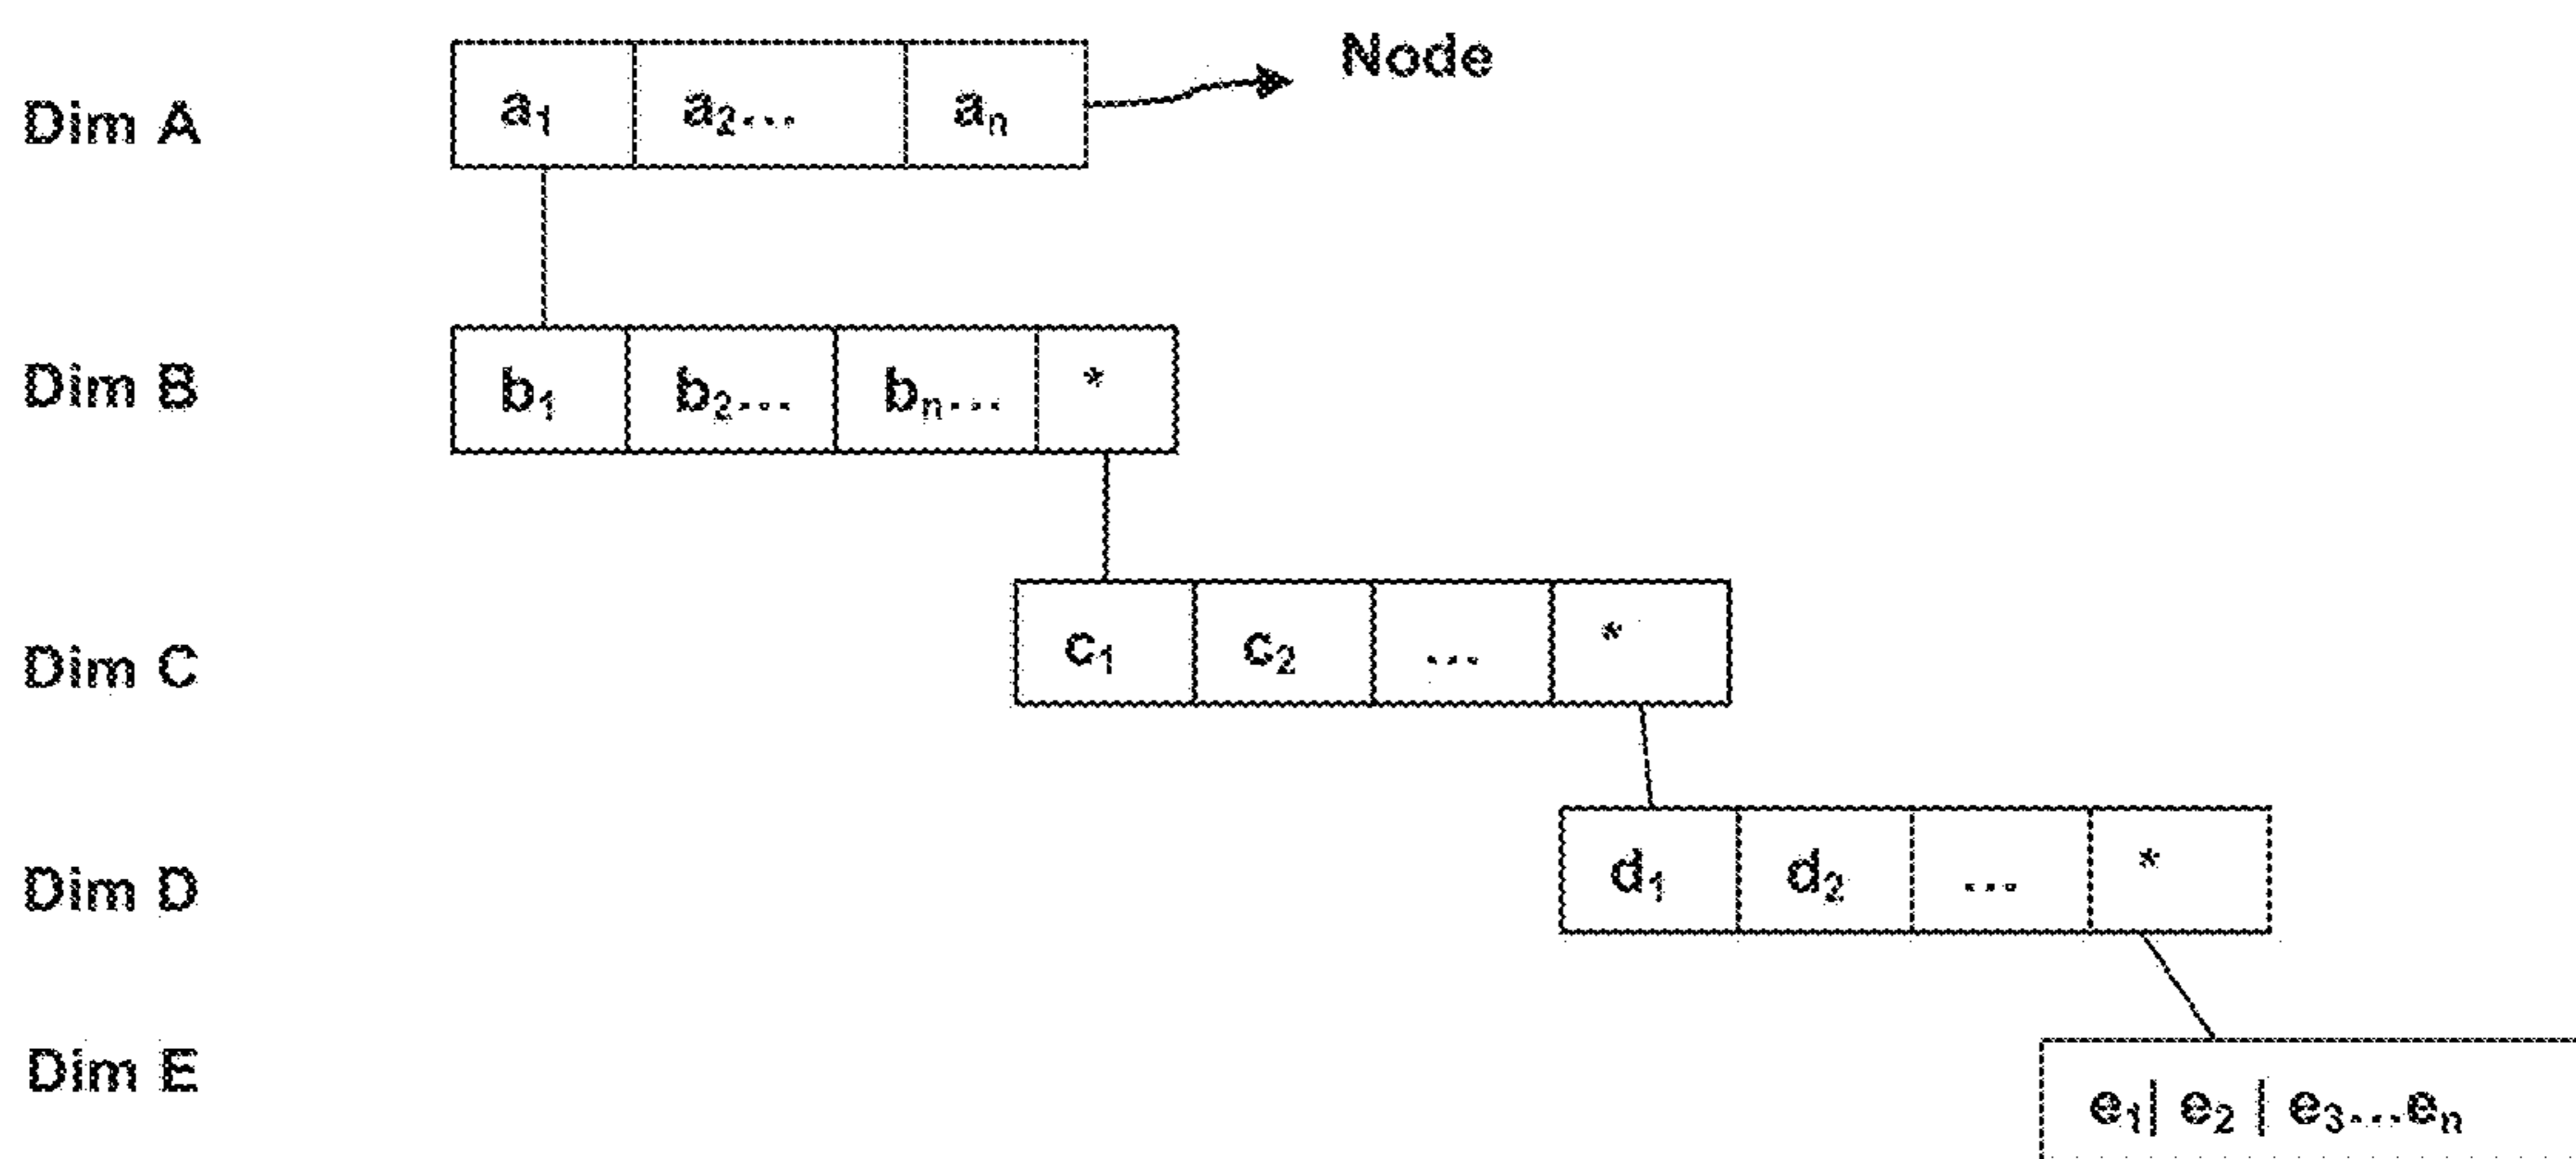 Node
Dim A a₁ a₂... aₙ
Dim B b₁ b₂... bₙ... *
Dim C c₁ c₂ ... *
Dim D d₁ d₂ ... *
Dim E e₁| e₂ | e₃...eₙ